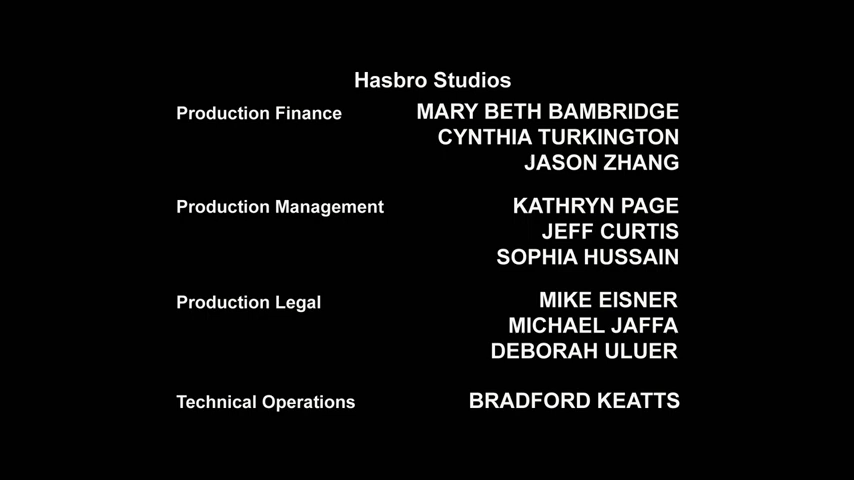 Hasbro Studios
Production Finance MARY BETH BAMBRIDGE
CYNTHIA TURKINGTON
JASON ZHANG
Production Management KATHRYN PAGE
JEFF CURTIS
SOPHIA HUSSAIN
Production Legal MIKE EISNER
MICHAEL JAFFA
DEBORAH ULUER
Technical Operations BRADFORD KEATTS